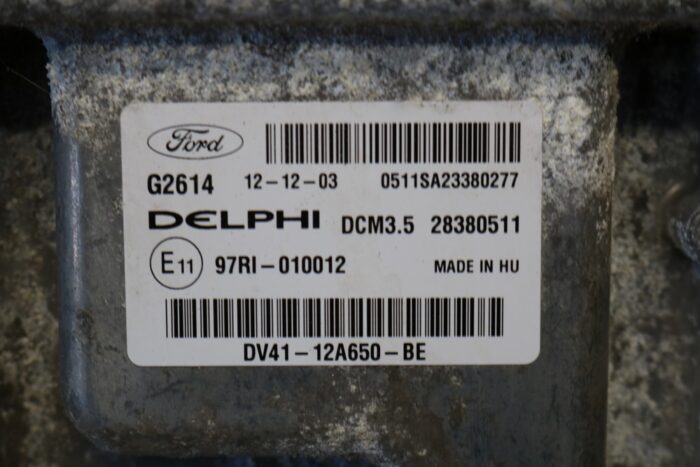 Ford
G2614 12-12-03 0511SA23380277
DELPHI DCM3.5 28380511
E11 97RI-010012 MADE IN HU
DV41-12A650-BE